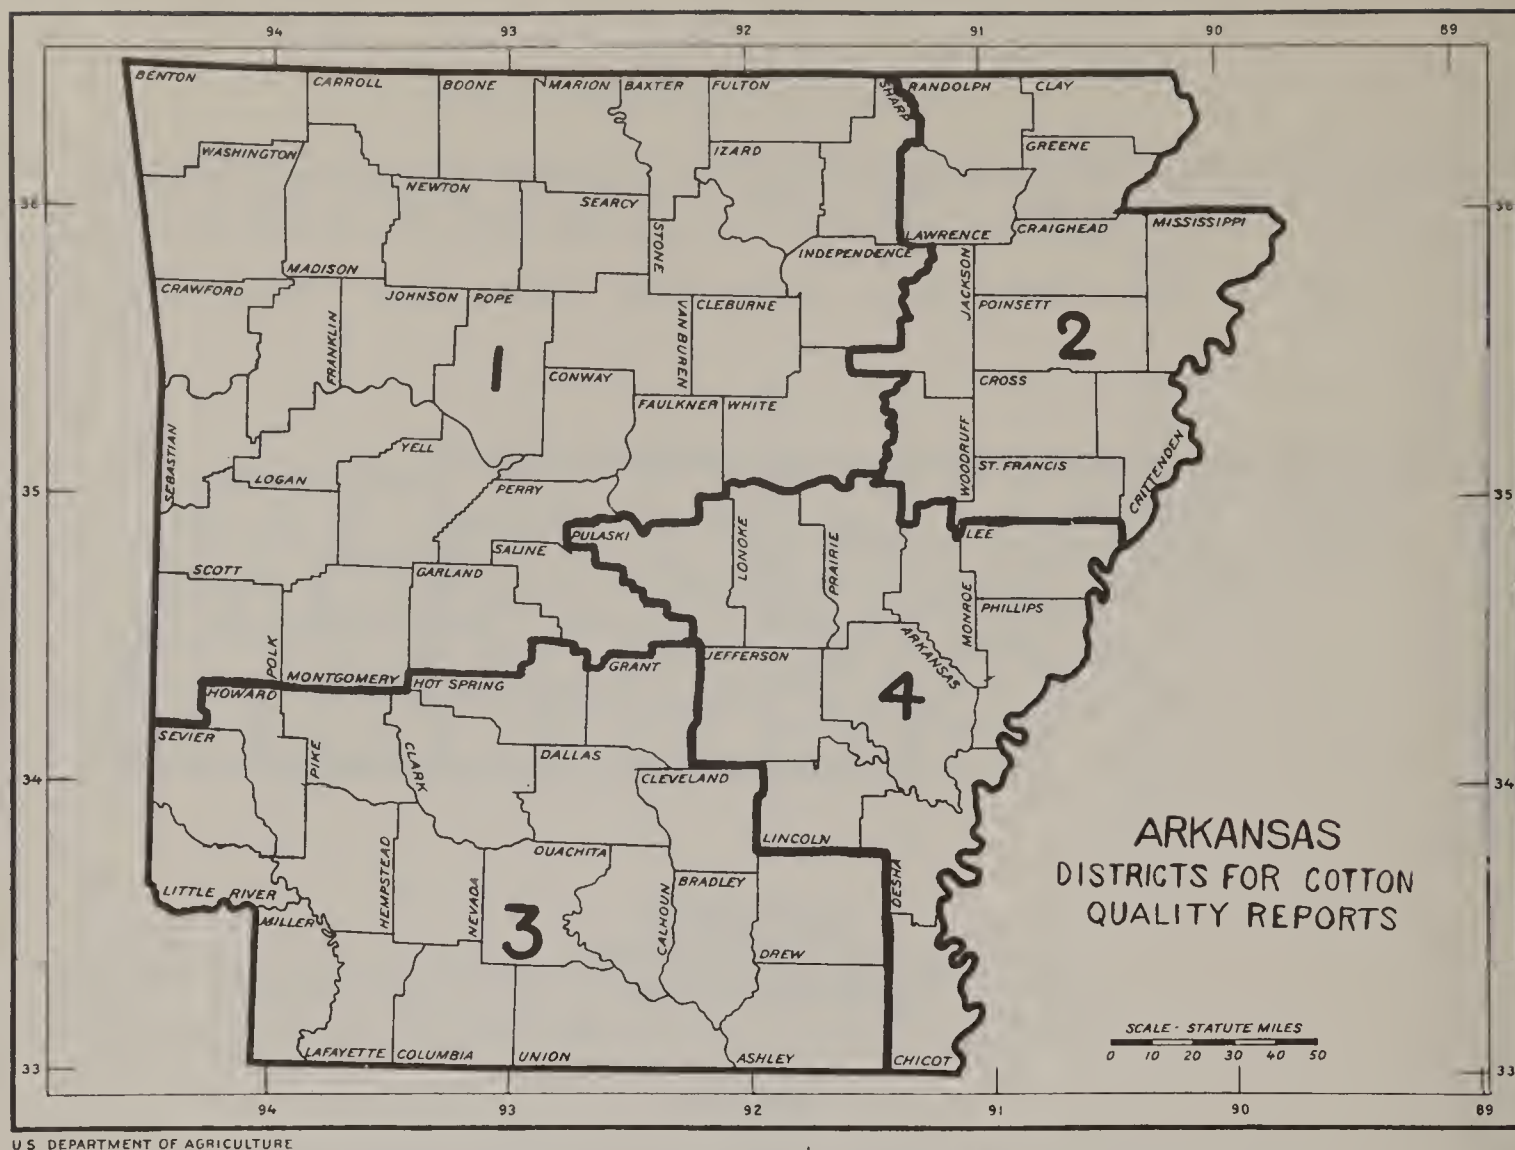 94 93 92 91 90 89
BENTON CARROLL BOONE MARION BAXTER FULTON SHARP RANDOLPH CLAY
WASHINGTON IZARD GREENE
NEWTON
36 SEARCY 36
STONE LAWRENCE CRAIGHEAD MISSISSIPPI
MADISON INDEPENDENCE JACKSON
CRAWFORD JOHNSON POPE CLEBURNE POINSETT
FRANKLIN 1 VAN BUREN 2
CONWAY CROSS
FAULKNER WHITE
SEBASTIAN YELL WOODRUFF CRITTENDEN
LOGAN ST. FRANCIS
35 PERRY 35
PULASKI LEE
SALINE LONOKE PRAIRIE
SCOTT GARLAND MONROE
PHILLIPS
POLK ARKANSAS
MONTGOMERY HOT SPRING GRANT JEFFERSON
HOWARD 4
SEVIER PIKE CLARK DALLAS
34 CLEVELAND 34
LINCOLN
OUACHITA
HEMPSTEAD DESHA
LITTLE RIVER NEVADA CALHOUN BRADLEY
MILLER 3
DREW
LAFAYETTE COLUMBIA UNION ASHLEY CHICOT
33 33
ARKANSAS
DISTRICTS FOR COTTON
QUALITY REPORTS
SCALE - STATUTE MILES
0 10 20 30 40 50
94 93 92 91 90 89
U S DEPARTMENT OF AGRICULTURE